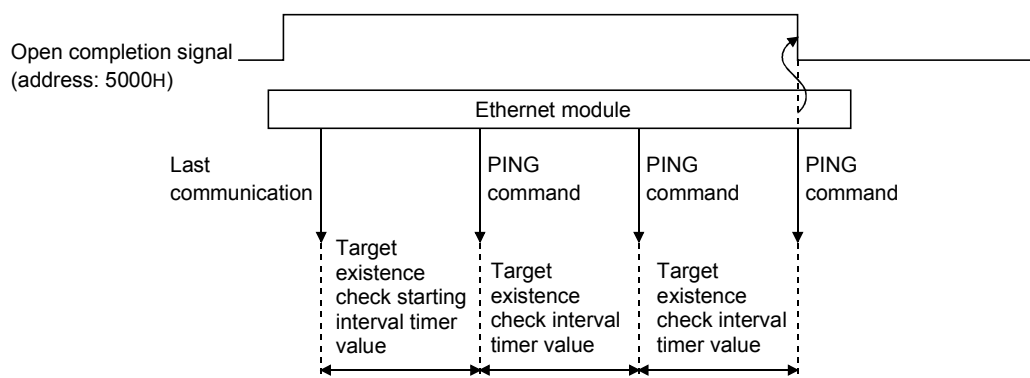 Open completion signal
(address: 5000H)
Ethernet module
Last
communication
PING
command
PING
command
PING
command
Target
existence
check starting
interval timer
value
Target
existence
check interval
timer value
Target
existence
check interval
timer value